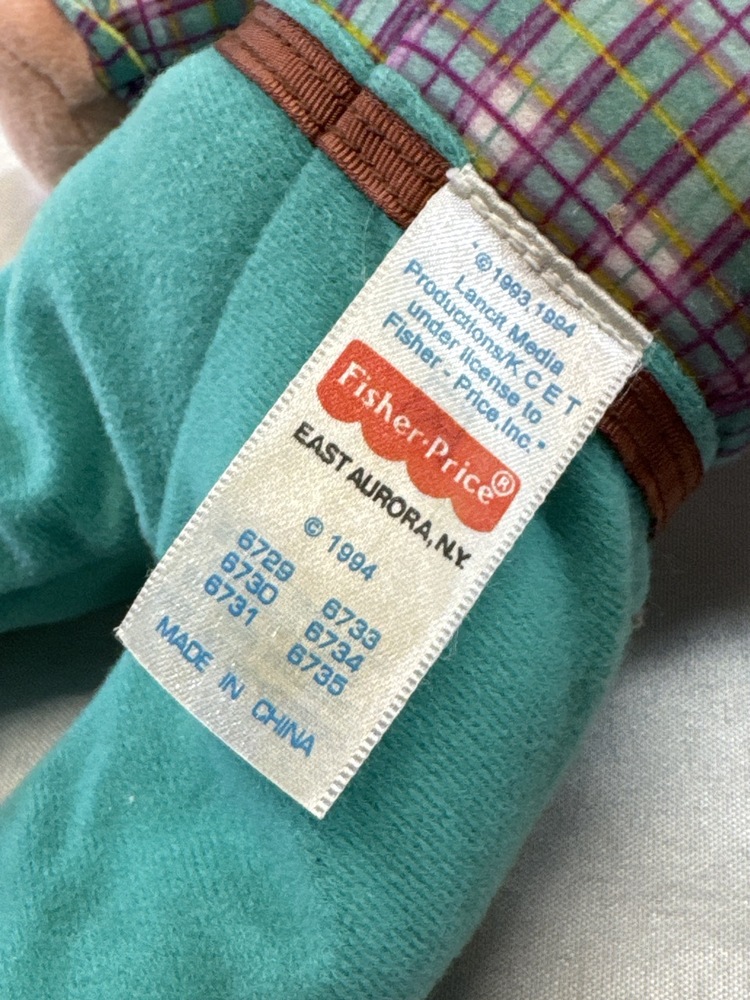 "©1993,1994
Lancit Media
Productions/K C E T
under license to
Fisher - Price, Inc."
Fisher-Price®
EAST AURORA, N.Y.
© 1994
6729 6733
6730 6734
6731 6735
MADE IN CHINA